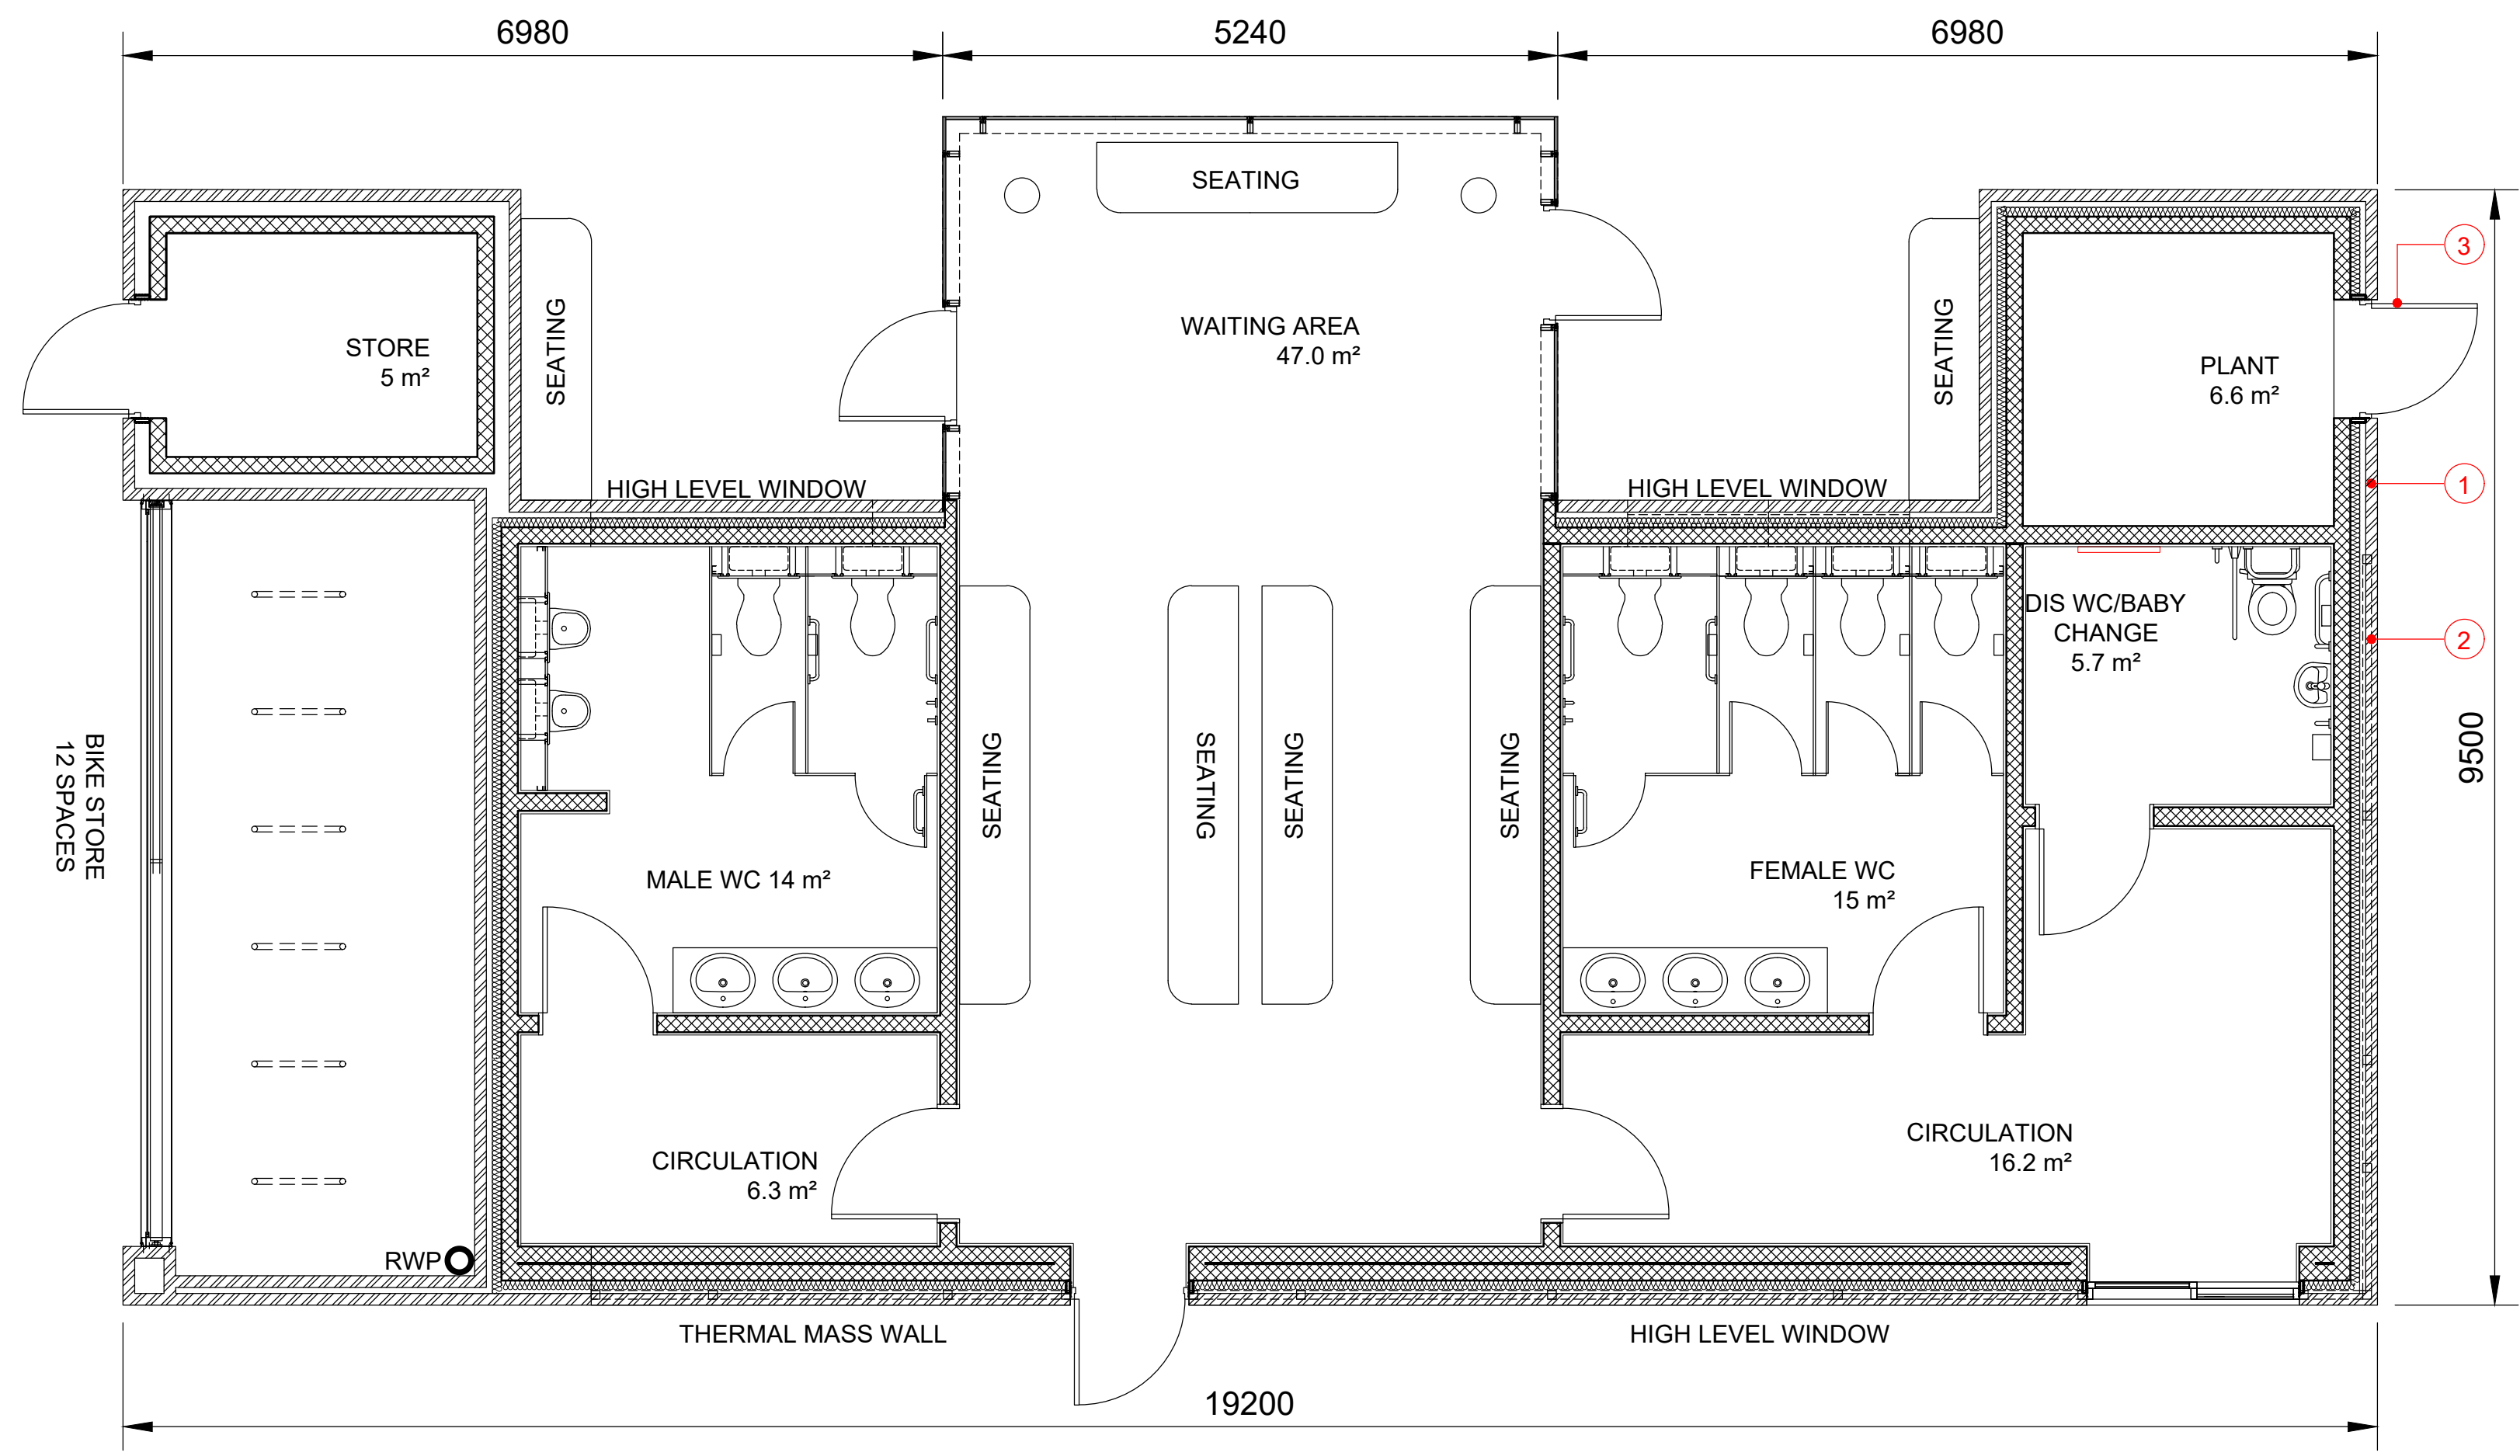 6980
5240
6980
SEATING
3
WAITING AREA
47.0 m²
STORE
5 m²
SEATING
SEATING
PLANT
6.6 m²
HIGH LEVEL WINDOW
HIGH LEVEL WINDOW
1
DIS WC/BABY
CHANGE
5.7 m²
2
9500
BIKE STORE
12 SPACES
SEATING
SEATING
SEATING
SEATING
MALE WC 14 m²
FEMALE WC
15 m²
CIRCULATION
6.3 m²
CIRCULATION
16.2 m²
RWP
THERMAL MASS WALL
HIGH LEVEL WINDOW
19200